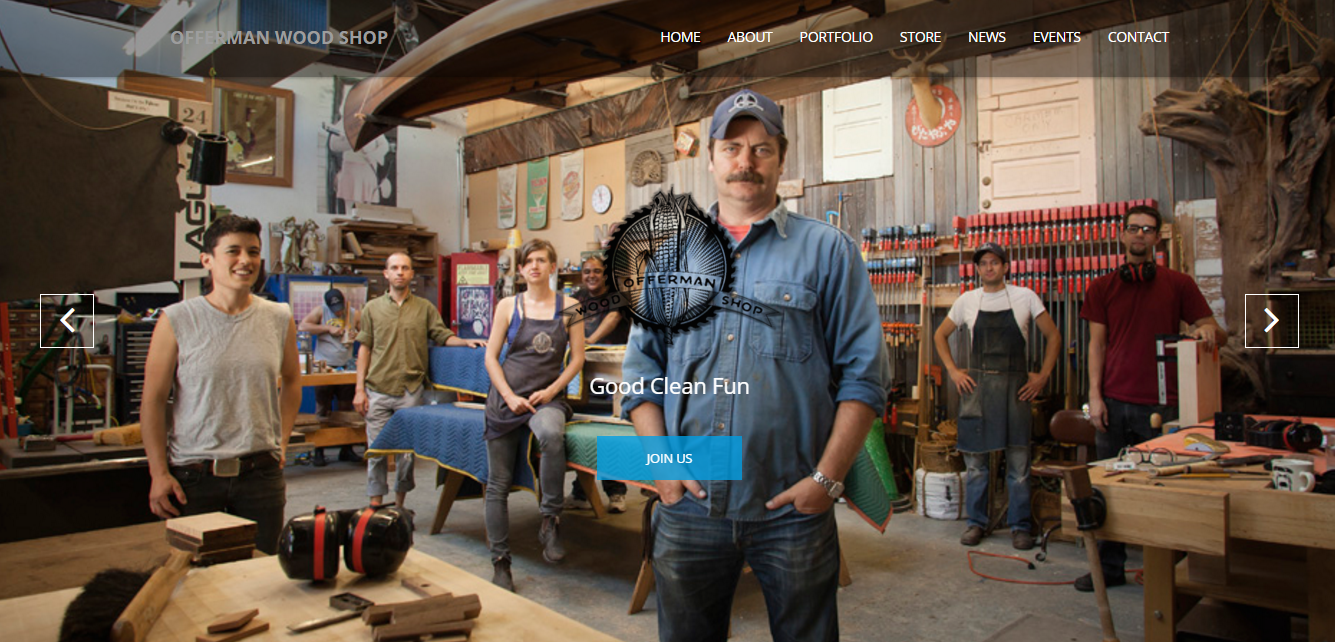 OFFERMAN WOOD SHOP
HOME ABOUT PORTFOLIO STORE NEWS EVENTS CONTACT
24
LAGU
OFFERMAN
WOOD SHOP
Good Clean Fun
JOIN US